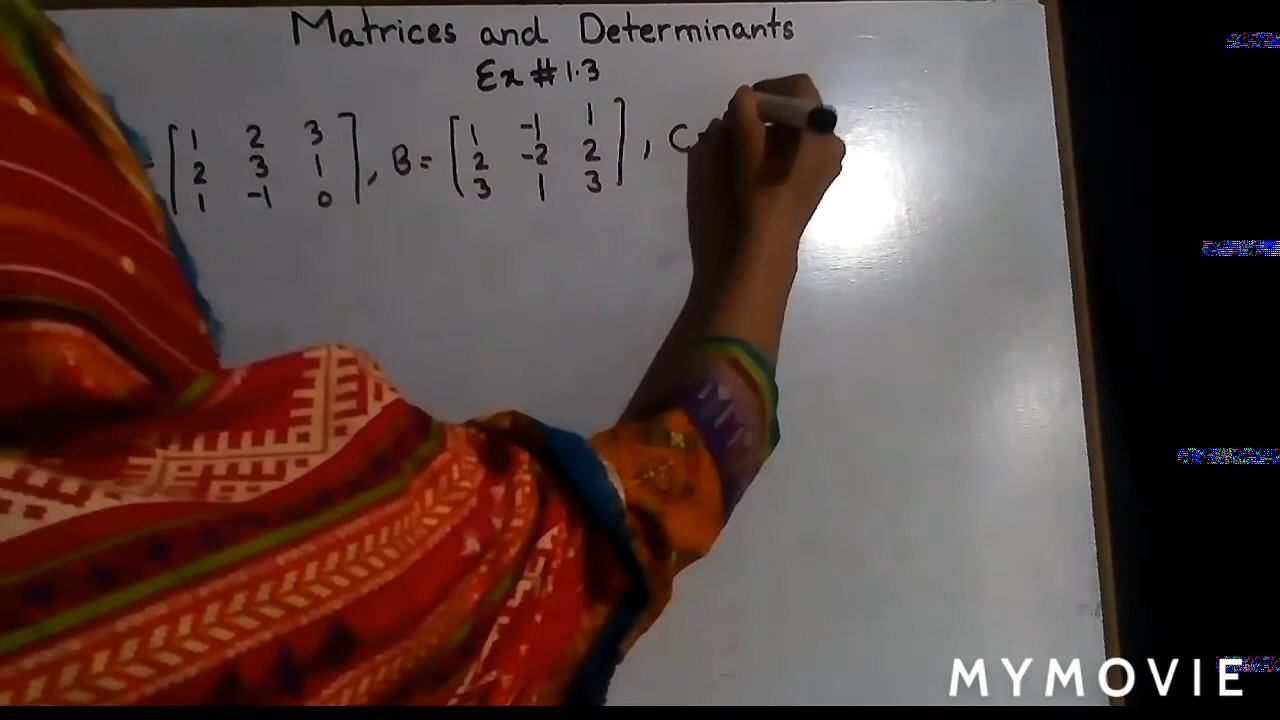 Matrices and Determinants
Ex # 1.3
= [1 2 3], B = [1 -1 1], C
[2 3 1] [2 -2 2]
[1 -1 0] [3 1 3]
MYMOVIE